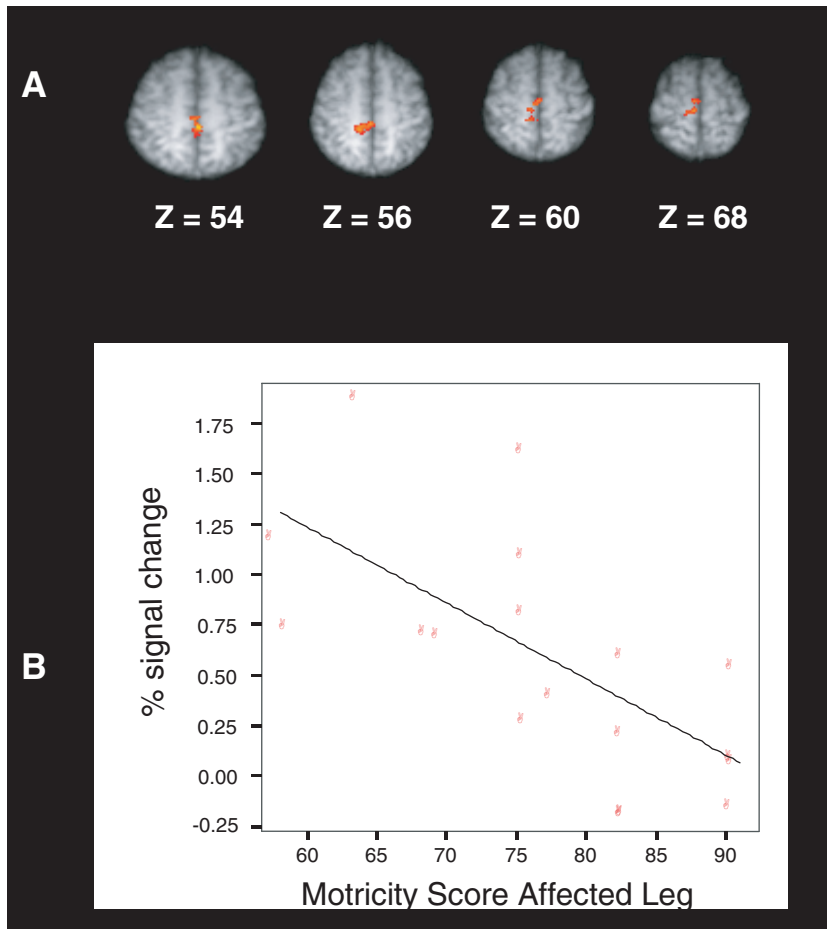 A
Z = 54 Z = 56 Z = 60 Z = 68
B
% signal change
1.75
1.50
1.25
1.00
0.75
0.50
0.25
0.00
-0.25
60 65 70 75 80 85 90
Motricity Score Affected Leg